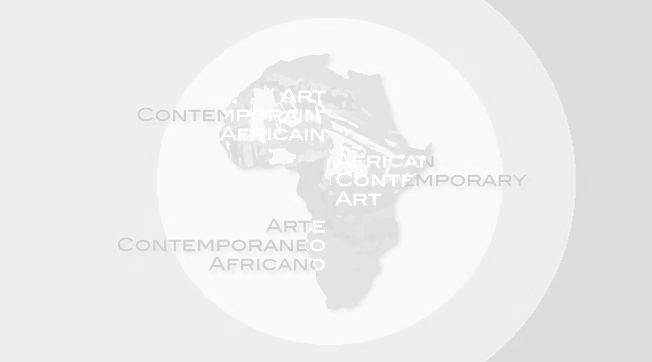 ART
CONTEMPORAIN
AFRICAIN
AFRICAN
CONTEMPORARY
ART
ARTE
CONTEMPORANEO
AFRICANO